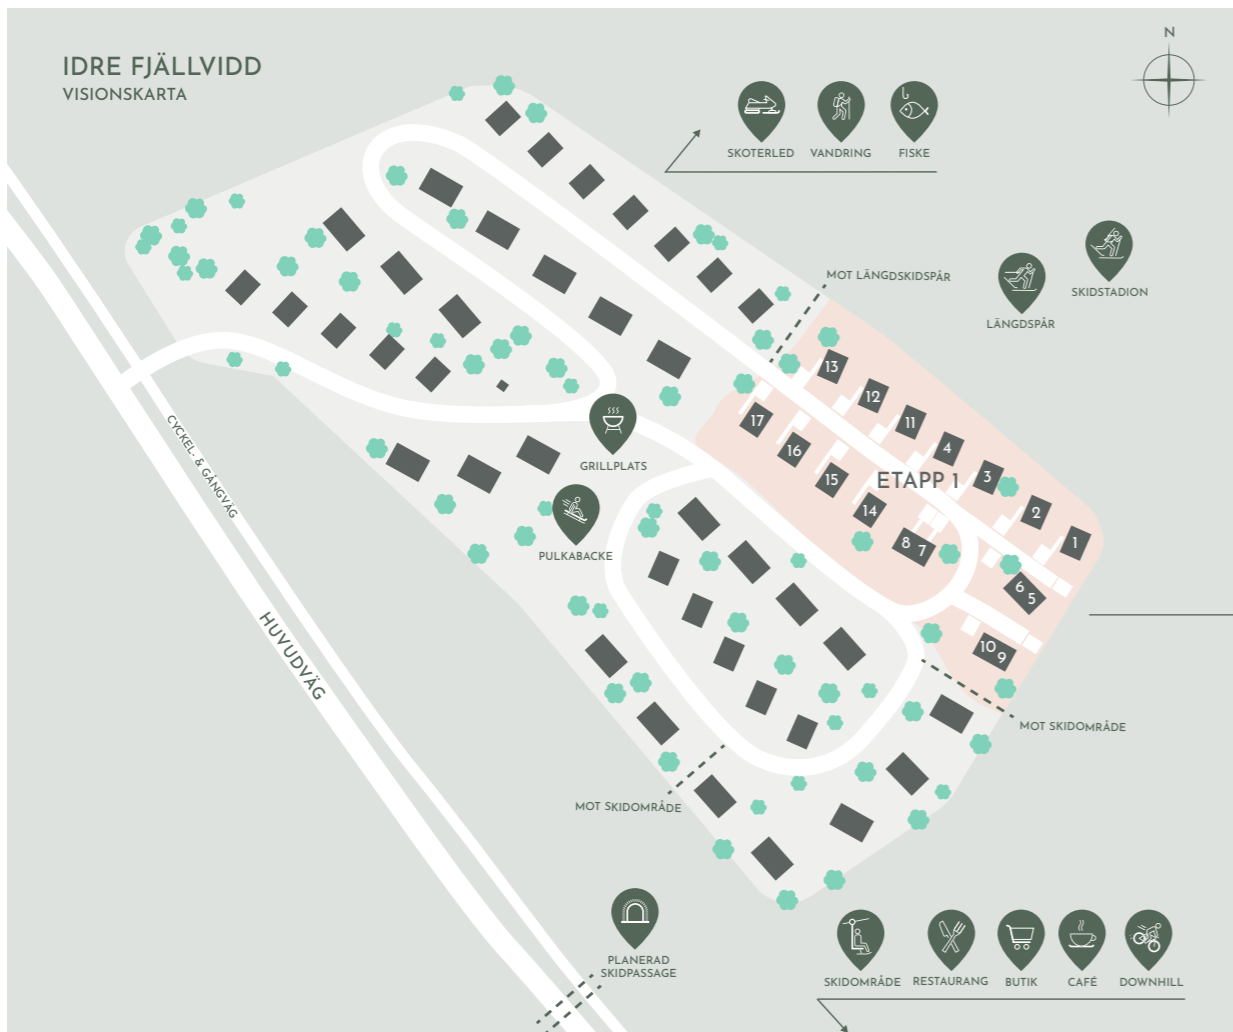 IDRE FJÄLLVIDD
VISIONSKARTA
N
SKOTERLED
VANDRING
FISKE
MOT LÄNGDSKIDSPÅR
LÄNGDSPÅR
SKIDSTADION
13
12
11
4
3
2
1
17
16
15
14
8 7
6 5
10 9
ETAPP 1
GRILLPLATS
PULKABACKE
CYCKEL- & GÅNGVÄG
HUVUDVÄG
MOT SKIDOMRÅDE
MOT SKIDOMRÅDE
PLANERAD
SKIDPASSAGE
SKIDOMRÅDE
RESTAURANG
BUTIK
CAFÉ
DOWNHILL